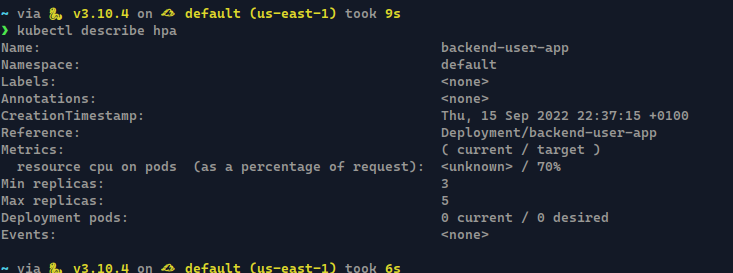 ~ via 🐍 v3.10.4 on ☁️ default (us-east-1) took 9s
❯ kubectl describe hpa
Name: backend-user-app
Namespace: default
Labels: <none>
Annotations: <none>
CreationTimestamp: Thu, 15 Sep 2022 22:37:15 +0100
Reference: Deployment/backend-user-app
Metrics: ( current / target )
  resource cpu on pods  (as a percentage of request): <unknown> / 70%
Min replicas: 3
Max replicas: 5
Deployment pods: 0 current / 0 desired
Events: <none>
~ via 🐍 v3.10.4 on ☁️ default (us-east-1) took 6s